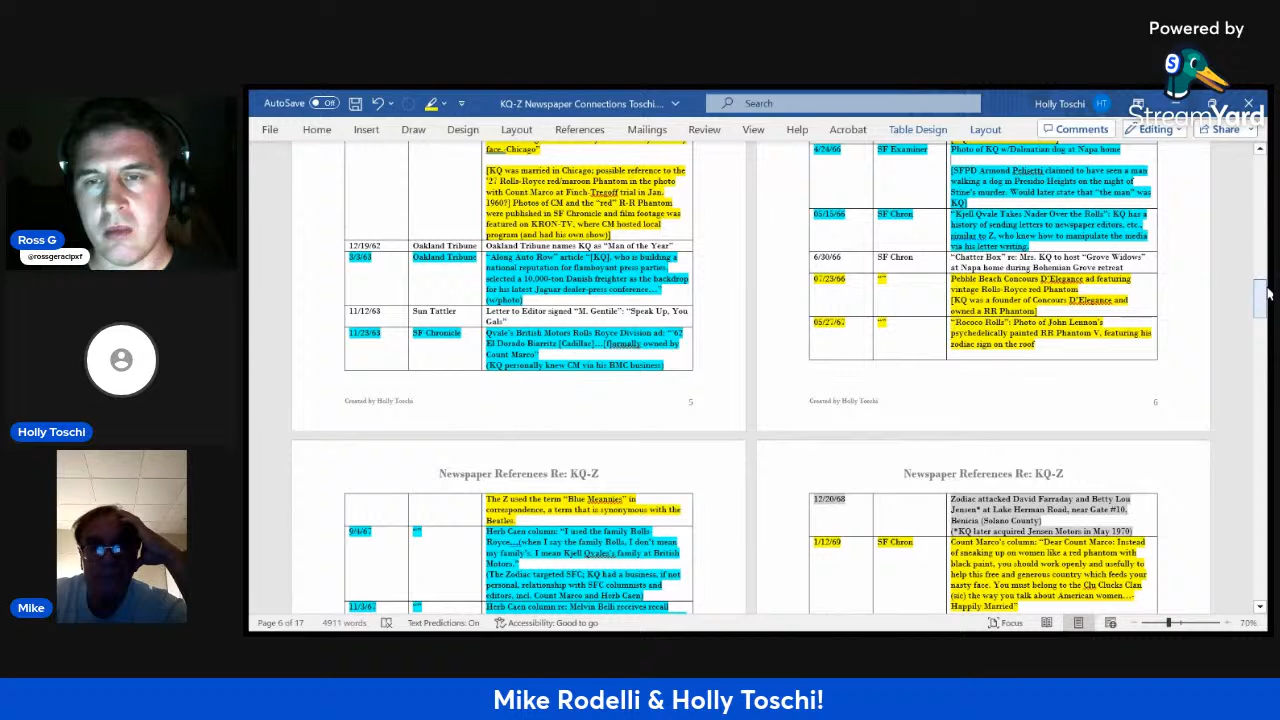 Powered by
S
StreamYard
Ross G
@rossgeracipxf
Holly Toschi
Mike
AutoSave Off
KQ-Z Newspaper Connections Toschi....
Search
Holly Toschi
HT
File Home Insert Draw Design Layout References Mailings Review View Help Acrobat Table Design Layout
Comments
Editing
Share
face.-Chicago"
[KQ was married in Chicago; possible reference to the
'27 Rolls-Royce red/maroon Phantom in the photo
with Count Marco at Finch-Tregoff trial in Jan.
1960?] Photos of CM and the "red" R-R Phantom
were published in SF Chronicle and film footage was
featured on KRON-TV, where CM hosted local
program (and had his own show)]
12/19/62 Oakland Tribune Oakland Tribune names KQ as "Man of the Year"
3/3/63 Oakland Tribune "Along Auto Row" article "[KQ], who is building a
national reputation for flamboyant press parties,
selected a 10,000-ton Danish freighter as the backdrop
for his latest Jaguar dealer-press conference…"
(w/photo)
11/12/63 Sun Tattler Letter to Editor signed "M. Gentile": "Speak Up, You
Gals"
11/23/63 SF Chronicle Qvale's British Motors Rolls Royce Division ad: "'62
El Dorado Biarritz [Cadillac]…[f]ormally owned by
Count Marco"
(KQ personally knew CM via his BMC business)
Created by Holly Toschi 5
4/24/66 SF Examiner Photo of KQ w/Dalmatian dog at Napa home
[SFPD Armond Pelisetti claimed to have seen a man
walking a dog in Presidio Heights on the night of
Stine's murder. Would later state that "the man" was
KQ]
05/15/66 SF Chron "Kjell Qvale Takes Nader Over the Rolls": KQ has a
history of sending letters to newspaper editors, etc.,
similar to Z, who knew how to manipulate the media
via his letter writing.
6/30/66 SF Chron "Chatter Box" re: Mrs. KQ to host "Grove Widows"
at Napa home during Bohemian Grove retreat
07/23/66 "" Pebble Beach Concours D'Elegance ad featuring
vintage Rolls-Royce red Phantom
[KQ was a founder of Concours D'Elegance and
owned a RR Phantom]
05/27/67 "" "Rococo Rolls": Photo of John Lennon's
psychedelically painted RR Phantom V, featuring his
zodiac sign on the roof
Created by Holly Toschi 6
Newspaper References Re: KQ-Z
The Z used the term "Blue Meannies" in
correspondence, a term that is synonymous with the
Beatles.
9/4/67 "" Herb Caen column: "I used the family Rolls-
Royce…(when I say the family Rolls, I don't mean
my family's. I mean Kjell Qvales's family at British
Motors."
(The Zodiac targeted SFC; KQ had a business, if not
personal, relationship with SFC columnists and
editors, incl. Count Marco and Herb Caen)
11/3/67 "" Herb Caen column re: Melvin Belli receives recall
Newspaper References Re: KQ-Z
12/20/68 Zodiac attacked David Farraday and Betty Lou
Jensen* at Lake Herman Road, near Gate #10,
Benicia (Solano County)
(*KQ later acquired Jensen Motors in May 1970)
1/12/69 SF Chron Count Marco's column: "Dear Count Marco: Instead
of sneaking up on women like a red phantom with
black paint, you should work openly and usefully to
help this free and generous country which feeds your
nasty face. You must belong to the Clu Clucks Clan
(sic) the way you talk about American women…-
Happily Married"
Page 6 of 17 4911 words Text Predictions: On Accessibility: Good to go
Focus
70%
Mike Rodelli & Holly Toschi!